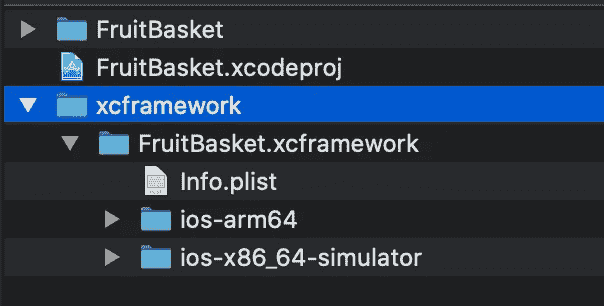 FruitBasket
FruitBasket.xcodeproj
xcframework
FruitBasket.xcframework
Info.plist
ios-arm64
ios-x86_64-simulator